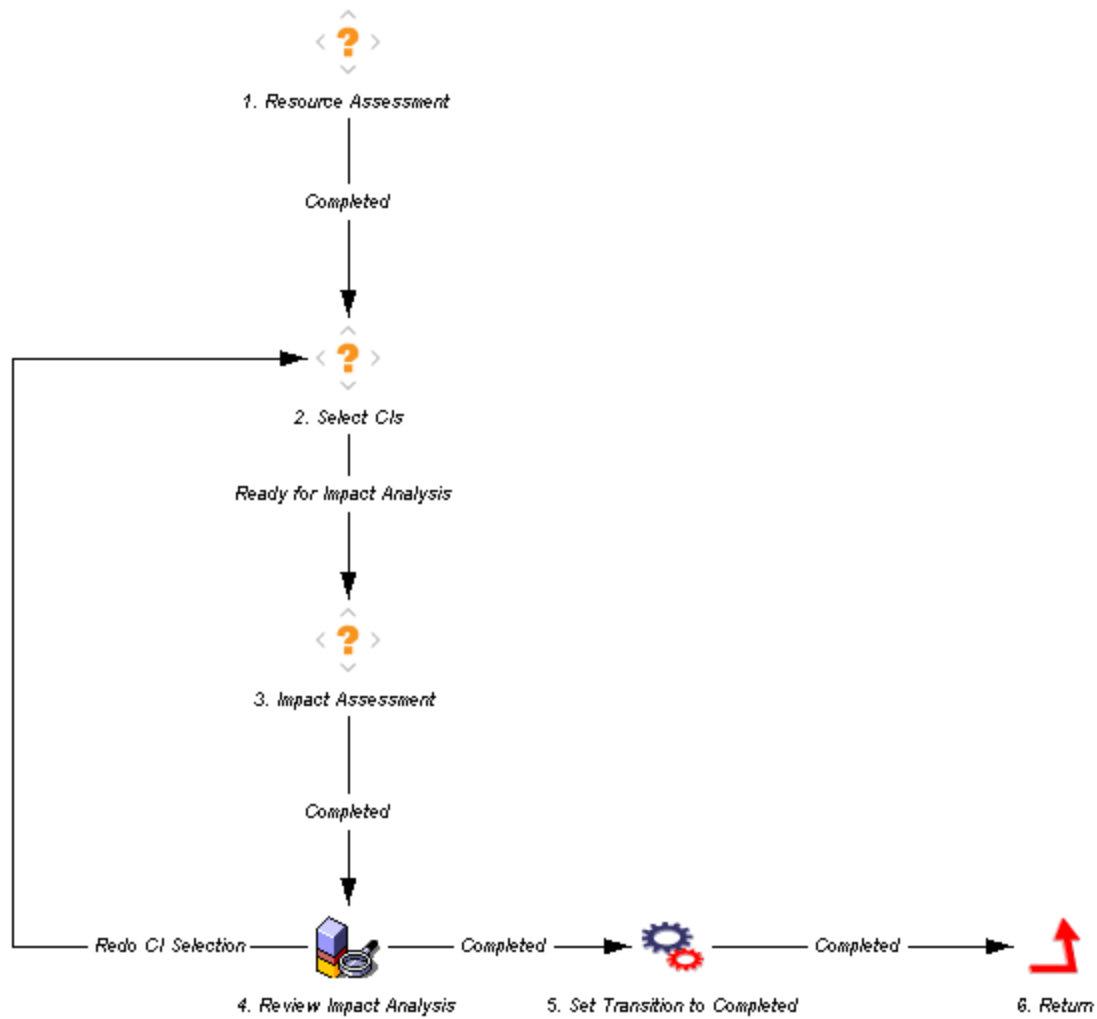 1. Resource Assessment
Completed
2. Select CIs
Ready for Impact Analysis
3. Impact Assessment
Completed
Redo CI Selection
Completed
Completed
4. Review Impact Analysis
5. Set Transition to Completed
6. Return